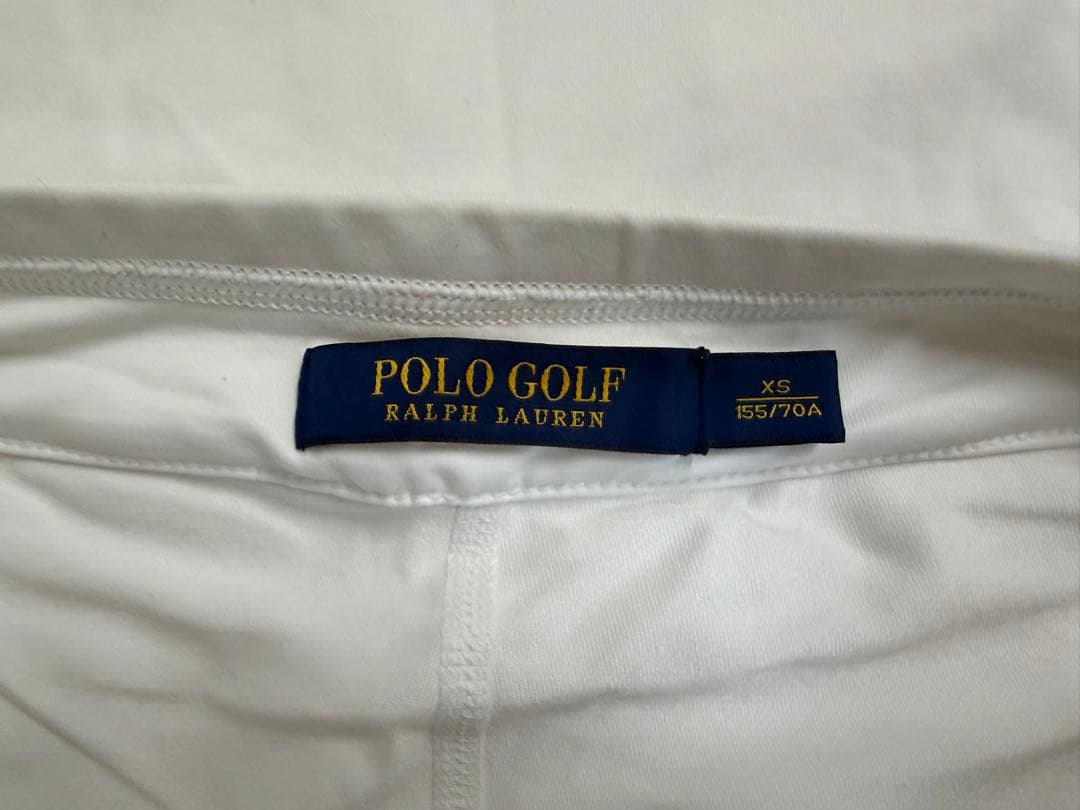 POLO GOLF
RALPH LAUREN
XS
155/70A